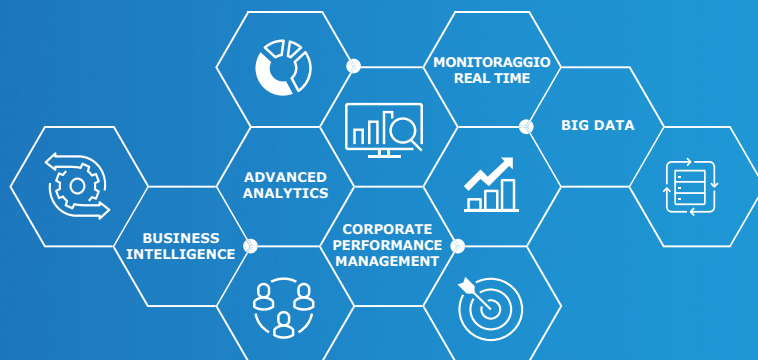 MONITORAGGIO
REAL TIME
BIG DATA
ADVANCED
ANALYTICS
BUSINESS
INTELLIGENCE
CORPORATE
PERFORMANCE
MANAGEMENT